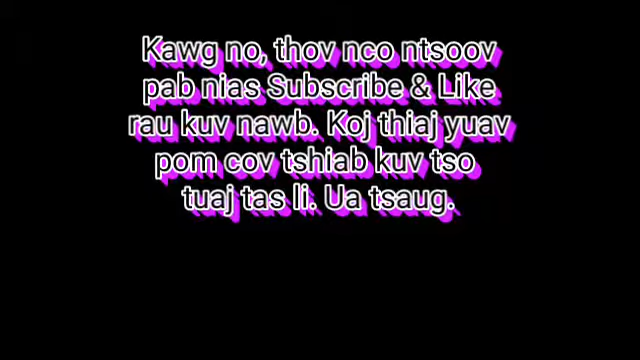 Kawg no, thov nco ntsoov
pab nias Subscribe & Like
rau kuv nawb. Koj thiaj yuav
pom cov tshiab kuv tso
tuaj tas li. Ua tsaug.